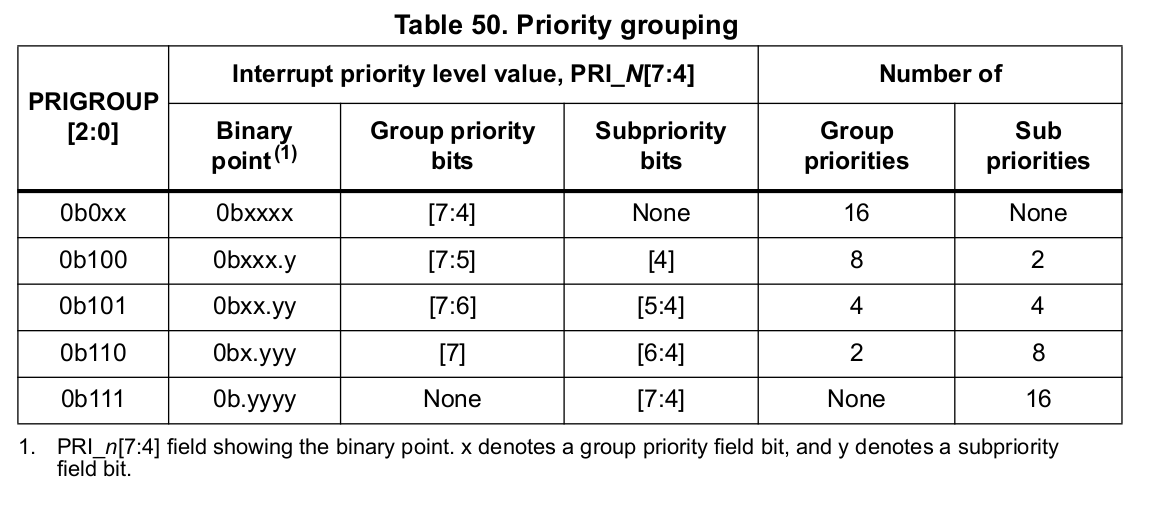 Table 50. Priority grouping
PRIGROUP
[2:0]
Interrupt priority level value, PRI_N[7:4]
Number of
Binary
point(1)
Group priority
bits
Subpriority
bits
Group
priorities
Sub
priorities
0b0xx 0bxxxx [7:4] None 16 None
0b100 0bxxx.y [7:5] [4] 8 2
0b101 0bxx.yy [7:6] [5:4] 4 4
0b110 0bx.yyy [7] [6:4] 2 8
0b111 0b.yyyy None [7:4] None 16
1. PRI_n[7:4] field showing the binary point. x denotes a group priority field bit, and y denotes a subpriority
field bit.